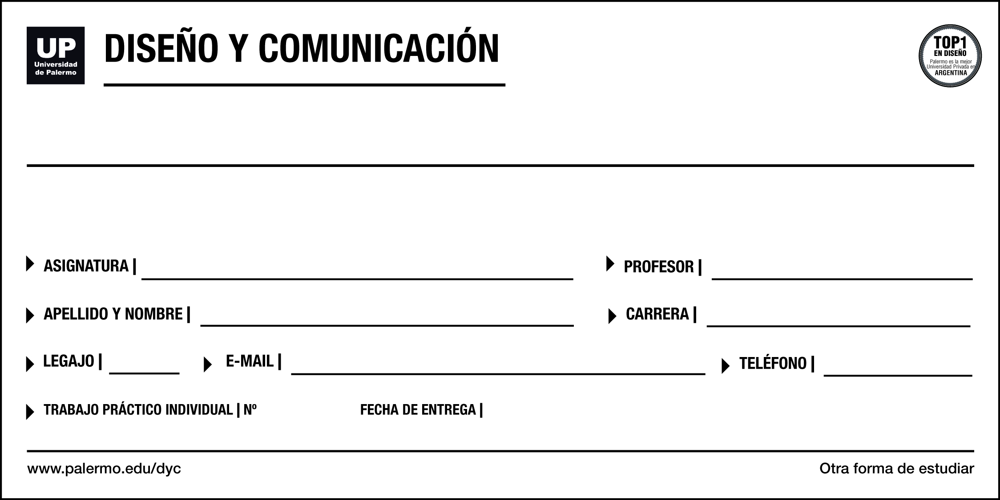 UP
Universidad
de Palermo
DISEÑO Y COMUNICACIÓN
TOP1
EN DISEÑO
Palermo es la mejor
Universidad Privada en
ARGENTINA
ASIGNATURA |
PROFESOR |
APELLIDO Y NOMBRE |
CARRERA |
LEGAJO |
E-MAIL |
TELÉFONO |
TRABAJO PRÁCTICO INDIVIDUAL | Nº
FECHA DE ENTREGA |
www.palermo.edu/dyc
Otra forma de estudiar